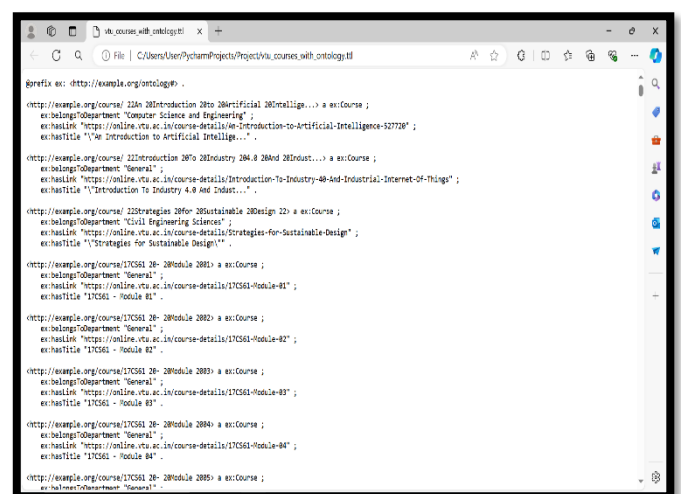 vtu_courses_with_ontology.ttl
File | C:/Users/User/PycharmProjects/Project/vtu_courses_with_ontology.ttl
@prefix ex: <http://example.org/ontology#> .
<http://example.org/course/ 22An 20Introduction 20to 20Artificial 20Intellige...> a ex:Course ;
ex:belongsToDepartment "Computer Science and Engineering" ;
ex:hasLink "https://online.vtu.ac.in/course-details/An-Introduction-to-Artificial-Intelligence-527720" ;
ex:hasTitle "\"An Introduction to Artificial Intellige..." .
<http://example.org/course/ 22Introduction 20To 20Industry 204.0 20And 20Indust...> a ex:Course ;
ex:belongsToDepartment "General" ;
ex:hasLink "https://online.vtu.ac.in/course-details/Introduction-To-Industry-40-And-Industrial-Internet-Of-Things" ;
ex:hasTitle "\"Introduction To Industry 4.0 And Indust..." .
<http://example.org/course/ 22Strategies 20for 20Sustainable 20Design 22> a ex:Course ;
ex:belongsToDepartment "Civil Engineering Sciences" ;
ex:hasLink "https://online.vtu.ac.in/course-details/Strategies-for-Sustainable-Design" ;
ex:hasTitle "\"Strategies for Sustainable Design\"" .
<http://example.org/course/17CS61 20- 20Module 2001> a ex:Course ;
ex:belongsToDepartment "General" ;
ex:hasLink "https://online.vtu.ac.in/course-details/17CS61-Module-01" ;
ex:hasTitle "17CS61 - Module 01" .
<http://example.org/course/17CS61 20- 20Module 2002> a ex:Course ;
ex:belongsToDepartment "General" ;
ex:hasLink "https://online.vtu.ac.in/course-details/17CS61-Module-02" ;
ex:hasTitle "17CS61 - Module 02" .
<http://example.org/course/17CS61 20- 20Module 2003> a ex:Course ;
ex:belongsToDepartment "General" ;
ex:hasLink "https://online.vtu.ac.in/course-details/17CS61-Module-03" ;
ex:hasTitle "17CS61 - Module 03" .
<http://example.org/course/17CS61 20- 20Module 2004> a ex:Course ;
ex:belongsToDepartment "General" ;
ex:hasLink "https://online.vtu.ac.in/course-details/17CS61-Module-04" ;
ex:hasTitle "17CS61 - Module 04" .
<http://example.org/course/17CS61 20- 20Module 2005> a ex:Course ;
ex:belongsToDepartment "General" ;